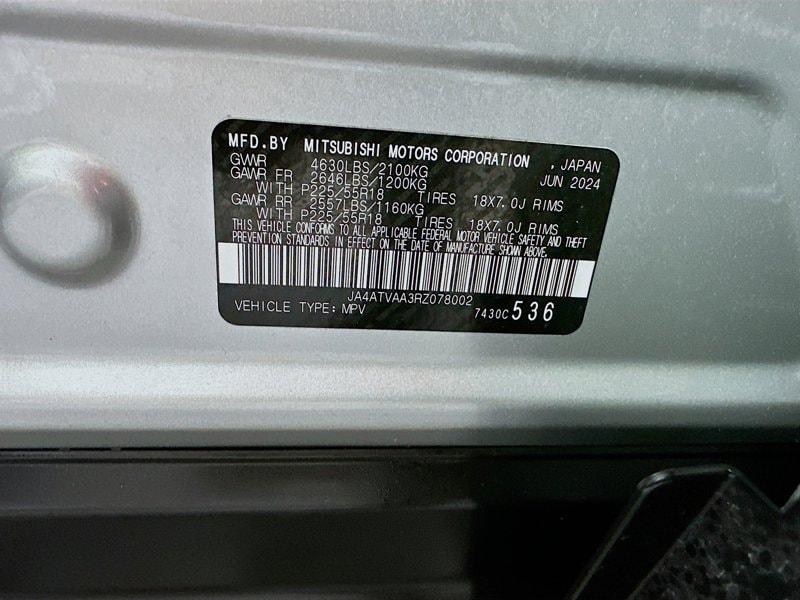 MFD.BY MITSUBISHI MOTORS CORPORATION , JAPAN
GVWR 4630LBS/2100KG JUN 2024
GAWR FR 2646LBS/1200KG
WITH P225/55R18 TIRES 18X7.0J RIMS
GAWR RR 2557LBS/1160KG
WITH P225/55R18 TIRES 18X7.0J RIMS
THIS VEHICLE CONFORMS TO ALL APPLICABLE FEDERAL MOTOR VEHICLE SAFETY AND THEFT
PREVENTION STANDARDS IN EFFECT ON THE DATE OF MANUFACTURE SHOWN ABOVE.
JA4ATVAA3RZ078002
VEHICLE TYPE: MPV 7430C 536